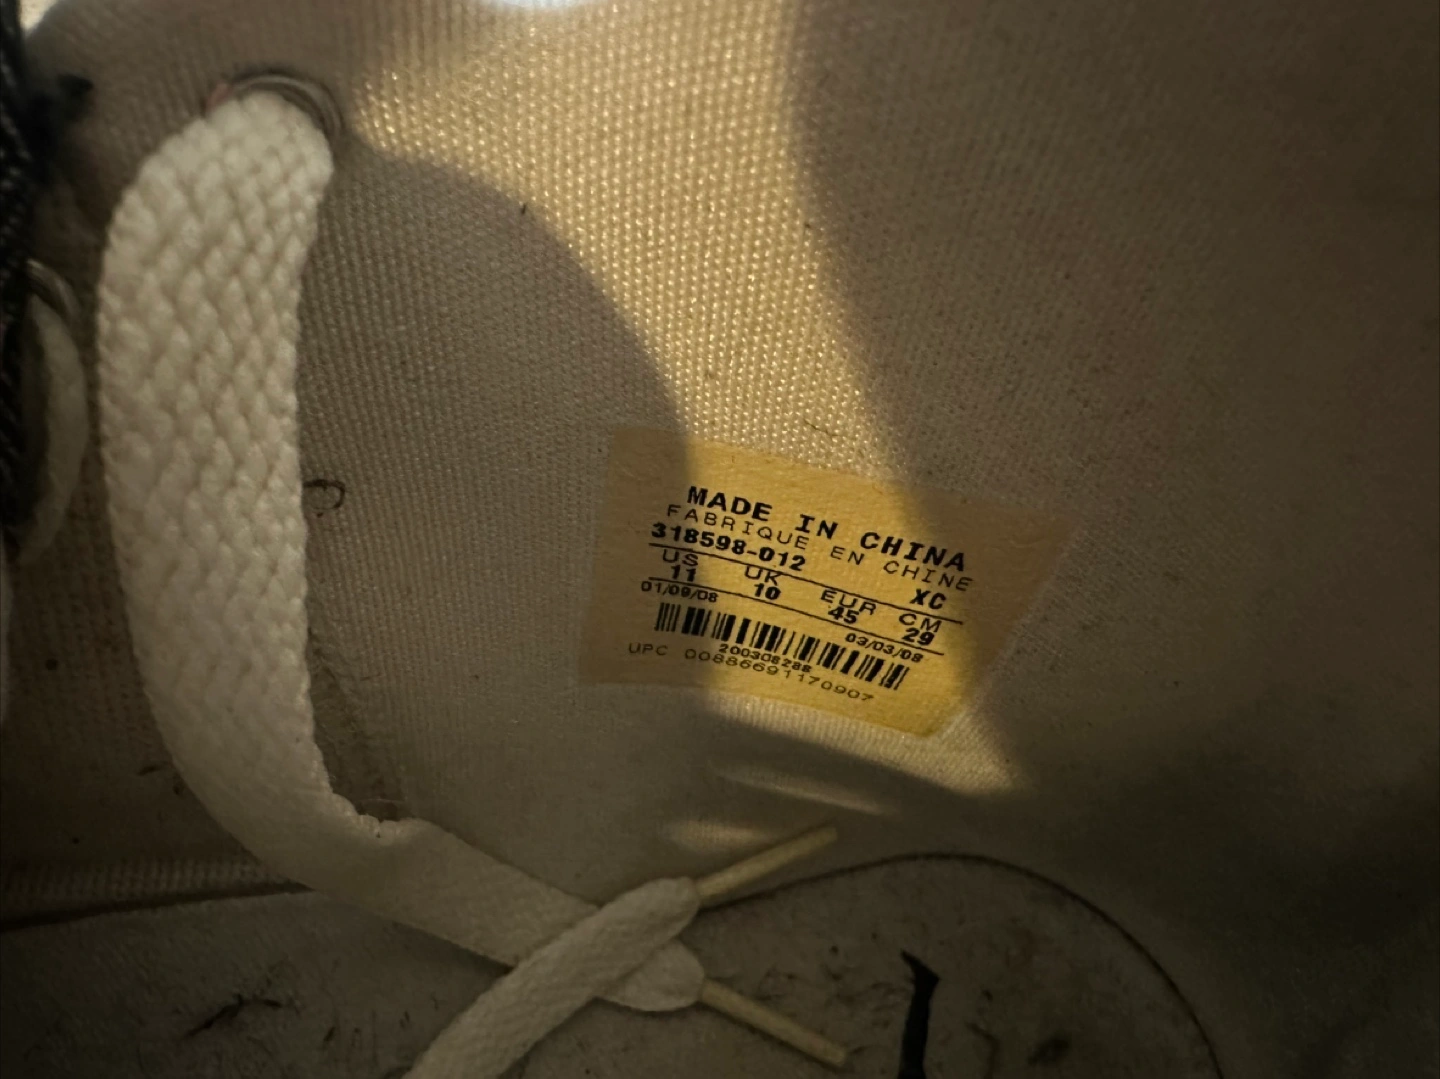 MADE IN CHINA
FABRIQUE EN CHINE
318598-012 XC
US UK EUR CM
11 10 45 29
01/09/08 03/03/08
200308288
UPC 00886691170907